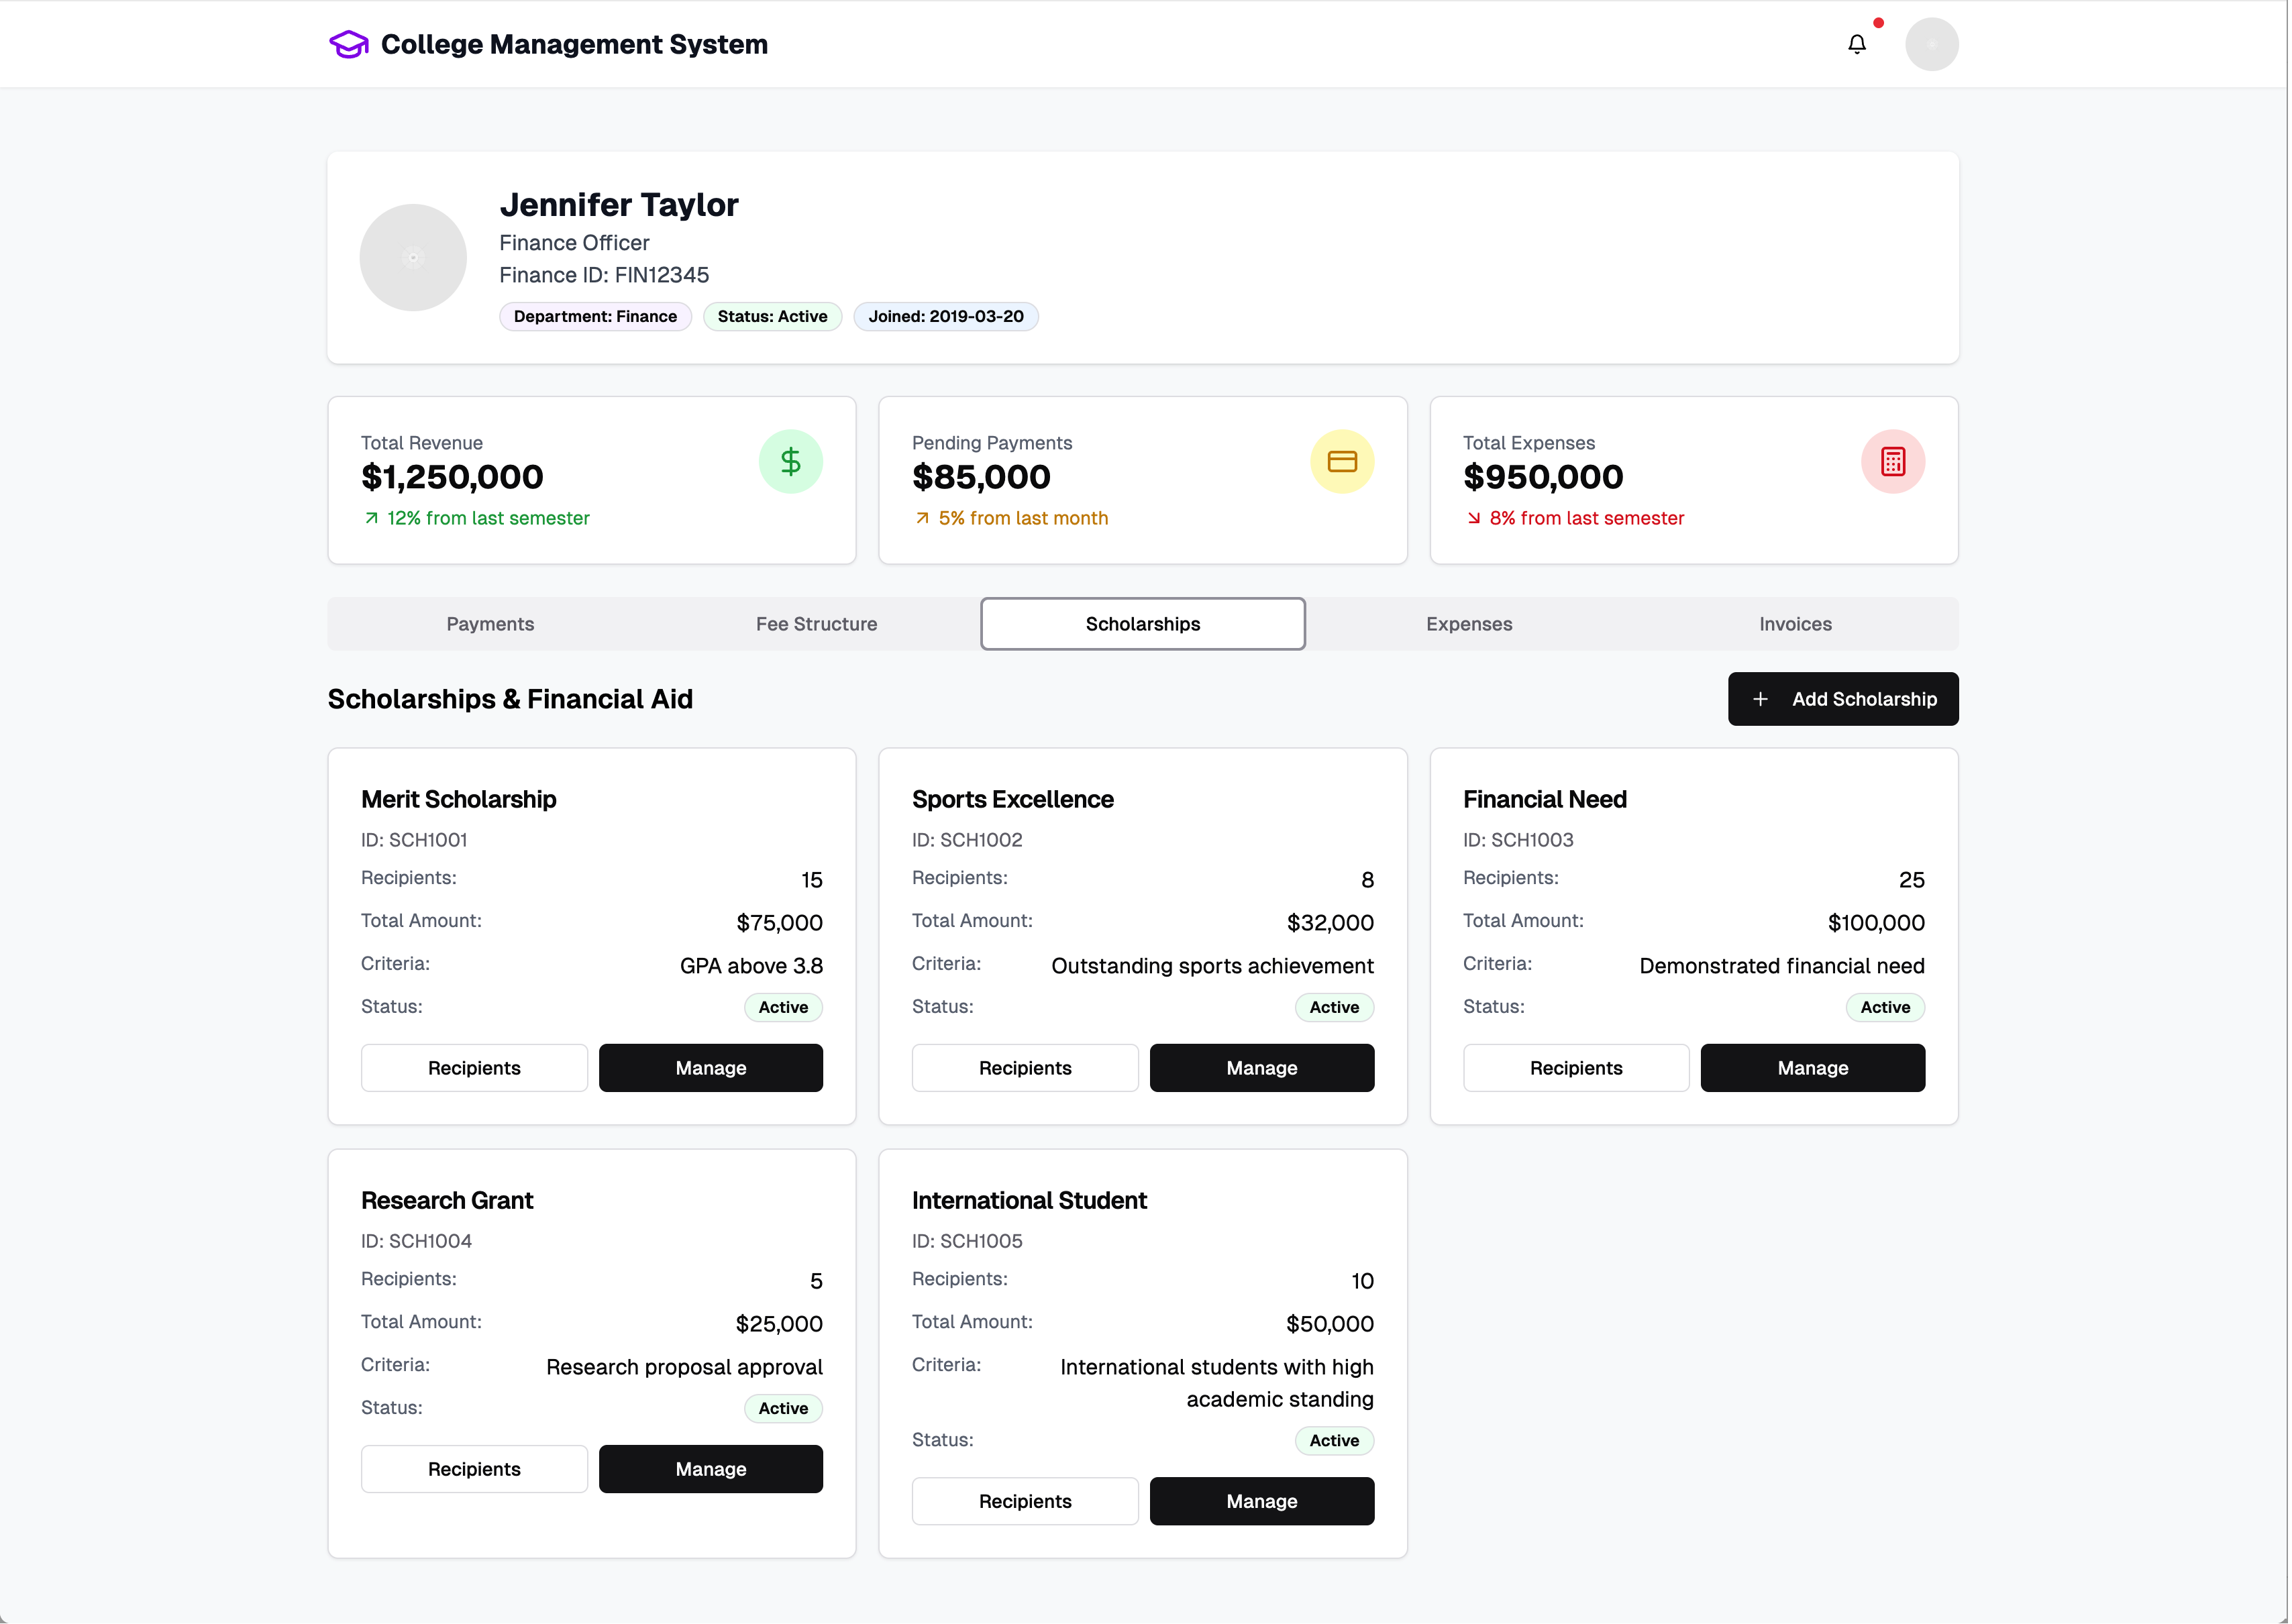 College Management System
Jennifer Taylor
Finance Officer
Finance ID: FIN12345
Department: Finance
Status: Active
Joined: 2019-03-20
Total Revenue
$1,250,000
12% from last semester
Pending Payments
$85,000
5% from last month
Total Expenses
$950,000
8% from last semester
Payments
Fee Structure
Scholarships
Expenses
Invoices
Scholarships & Financial Aid
Add Scholarship
Merit Scholarship
ID: SCH1001
Recipients: 15
Total Amount: $75,000
Criteria: GPA above 3.8
Status: Active
Recipients
Manage
Sports Excellence
ID: SCH1002
Recipients: 8
Total Amount: $32,000
Criteria: Outstanding sports achievement
Status: Active
Recipients
Manage
Financial Need
ID: SCH1003
Recipients: 25
Total Amount: $100,000
Criteria: Demonstrated financial need
Status: Active
Recipients
Manage
Research Grant
ID: SCH1004
Recipients: 5
Total Amount: $25,000
Criteria: Research proposal approval
Status: Active
Recipients
Manage
International Student
ID: SCH1005
Recipients: 10
Total Amount: $50,000
Criteria: International students with high
academic standing
Status: Active
Recipients
Manage